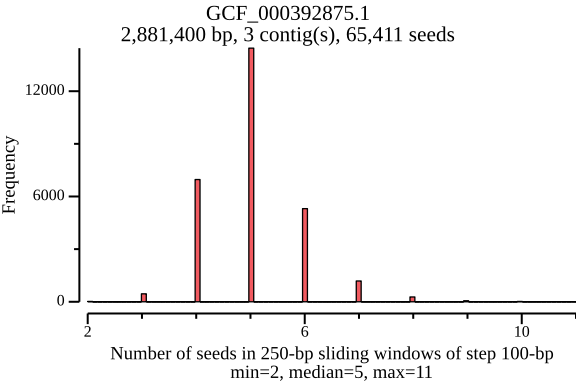 GCF_000392875.1
2,881,400 bp, 3 contig(s), 65,411 seeds
12000
6000
0
Frequency
2
6
10
Number of seeds in 250-bp sliding windows of step 100-bp
min=2, median=5, max=11